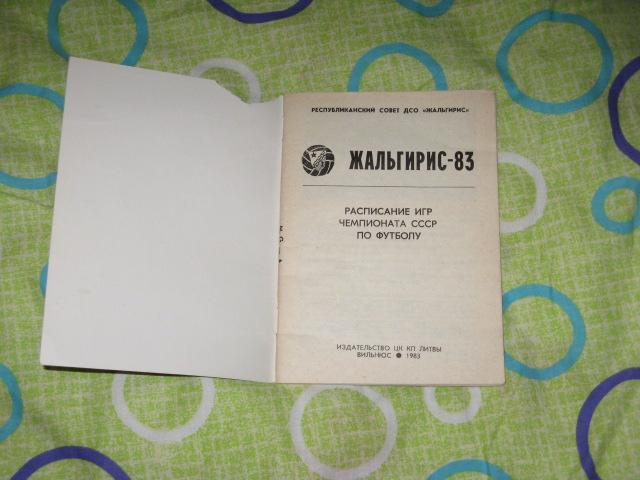 РЕСПУБЛИКАНСКИЙ СОВЕТ ДСО «ЖАЛЬГИРИС»
ЖАЛЬГИРИС-83
РАСПИСАНИЕ ИГР
ЧЕМПИОНАТА СССР
ПО ФУТБОЛУ
ИЗДАТЕЛЬСТВО ЦК КП ЛИТВЫ
ВИЛЬНЮС ● 1983